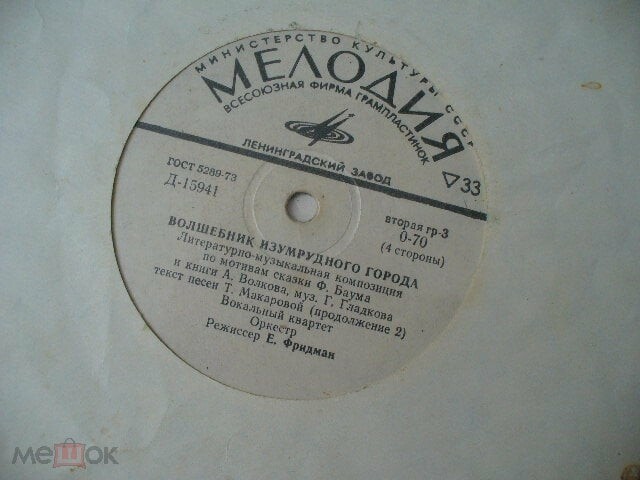 МИНИСТЕРСТВО КУЛЬТУРЫ СССР
МЕЛОДИЯ
ВСЕСОЮЗНАЯ ФИРМА ГРАМПЛАСТИНОК
ЛЕНИНГРАДСКИЙ ЗАВОД
33
ГОСТ 5289-73
Д-15941
вторая гр-3
0-70
(4 стороны)
ВОЛШЕБНИК ИЗУМРУДНОГО ГОРОДА
Литературно-музыкальная композиция
по мотивам сказки Ф. Баума
и книги А. Волкова, муз. Г. Гладкова
текст песен Т. Макаровой (продолжение 2)
Вокальный квартет
Оркестр
Режиссер Е. Фридман
мешок